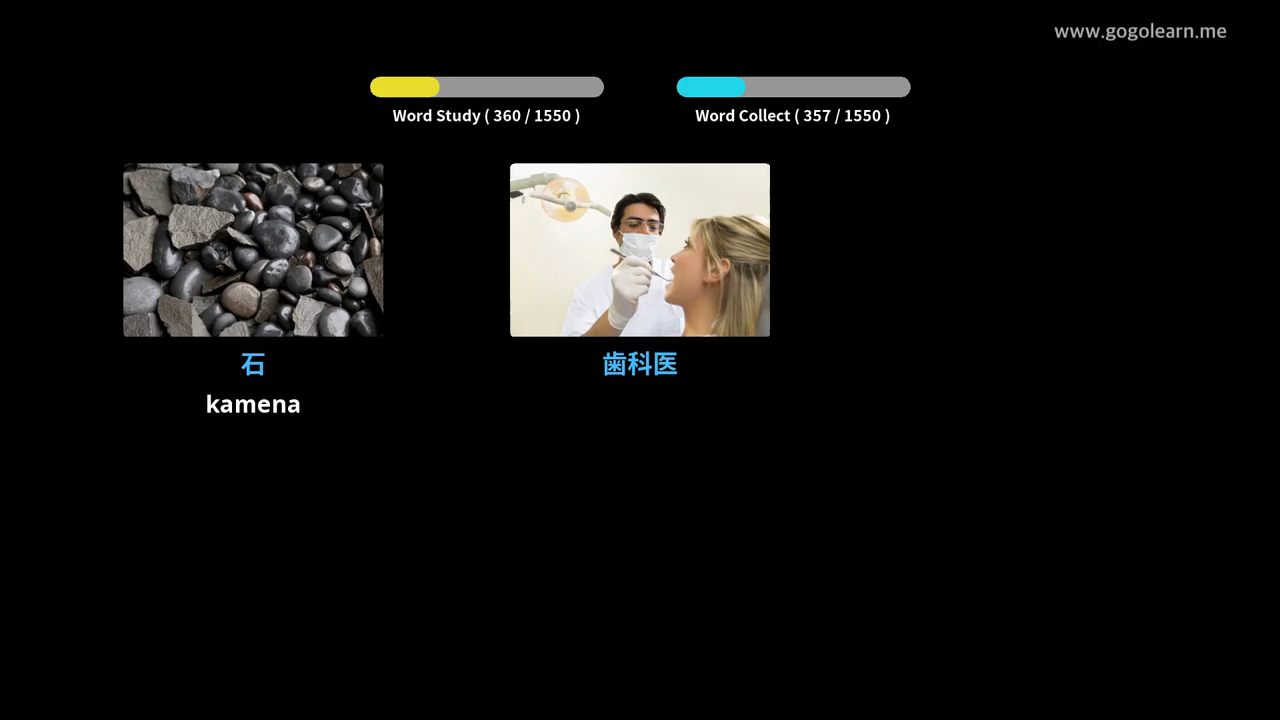 www.gogolearn.me
Word Study ( 360 / 1550 )
Word Collect ( 357 / 1550 )
石
歯科医
kamena